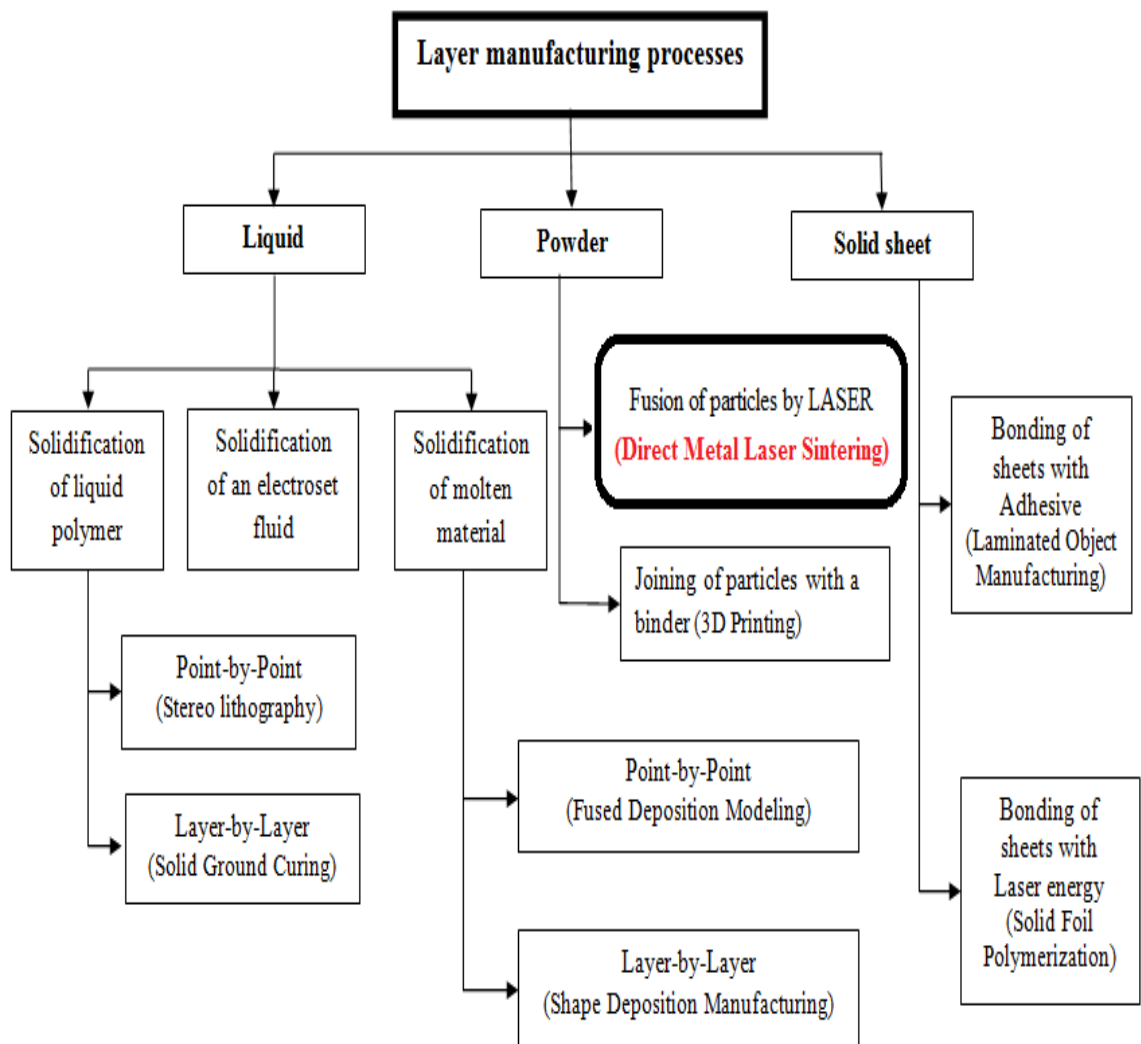 Layer manufacturing processes
Liquid
Powder
Solid sheet
Solidification
of liquid
polymer
Solidification
of an electroset
fluid
Solidification
of molten
material
Fusion of particles by LASER
(Direct Metal Laser Sintering)
Joining of particles with a
binder (3D Printing)
Bonding of
sheets with
Adhesive
(Laminated Object
Manufacturing)
Point-by-Point
(Stereo lithography)
Layer-by-Layer
(Solid Ground Curing)
Point-by-Point
(Fused Deposition Modeling)
Layer-by-Layer
(Shape Deposition Manufacturing)
Bonding of
sheets with
Laser energy
(Solid Foil
Polymerization)